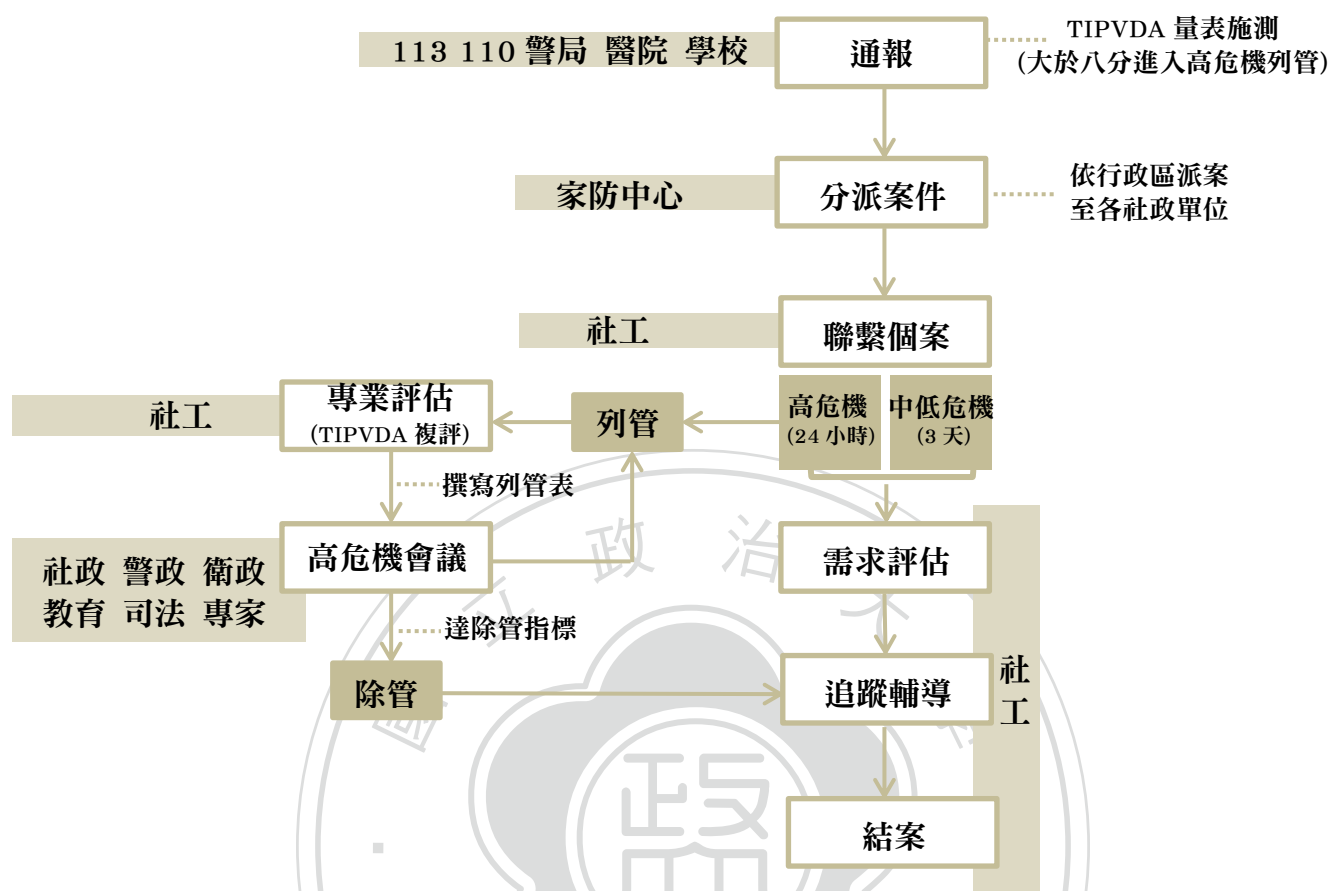 113 110 警局 醫院 學校
通報
TIPVDA 量表施測
(大於八分進入高危機列管)
家防中心
分派案件
依行政區派案
至各社政單位
社工
聯繫個案
社工
專業評估
(TIPVDA 複評)
列管
高危機
(24 小時)
中低危機
(3 天)
撰寫列管表
社政 警政 衛政
教育 司法 專家
高危機會議
需求評估
達除管指標
除管
追蹤輔導
社工
結案
國立政治大
政